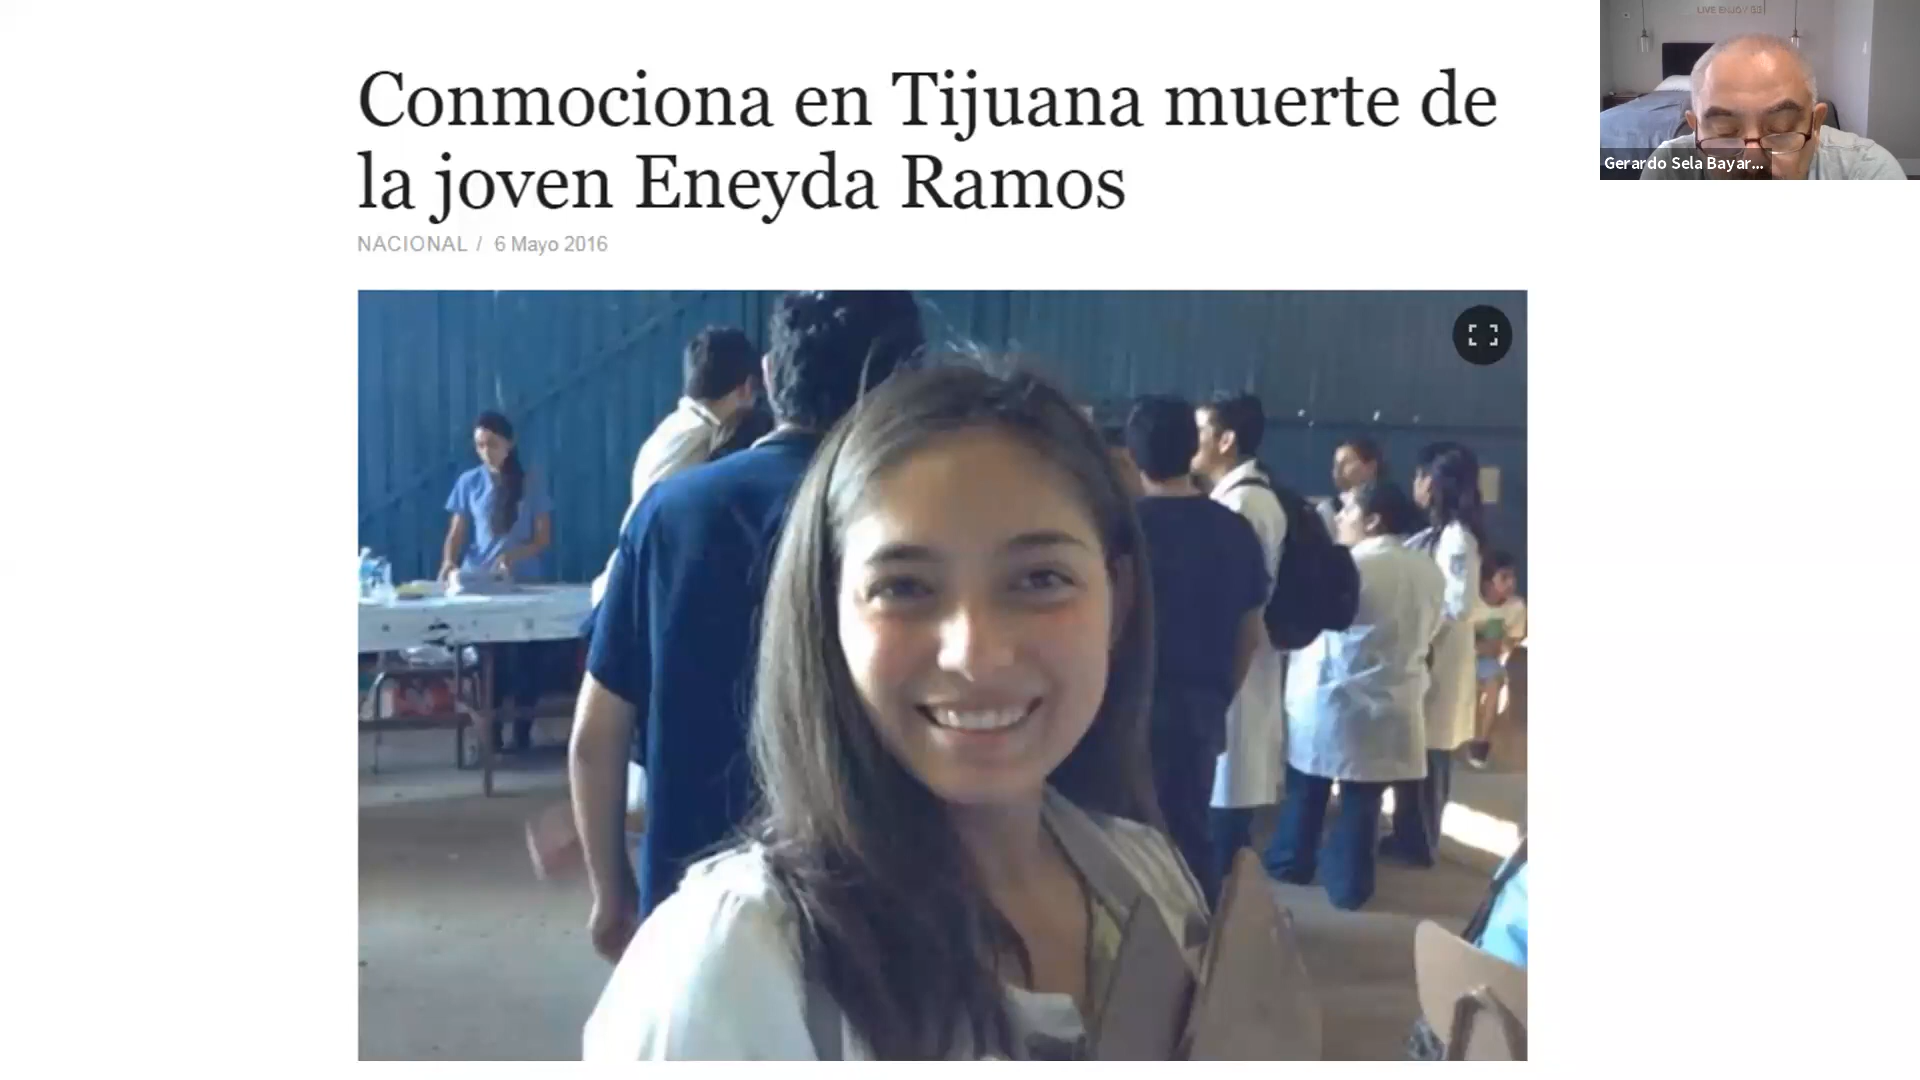 Conmociona en Tijuana muerte de
la joven Eneyda Ramos
NACIONAL / 6 Mayo 2016
Gerardo Sela Bayar...